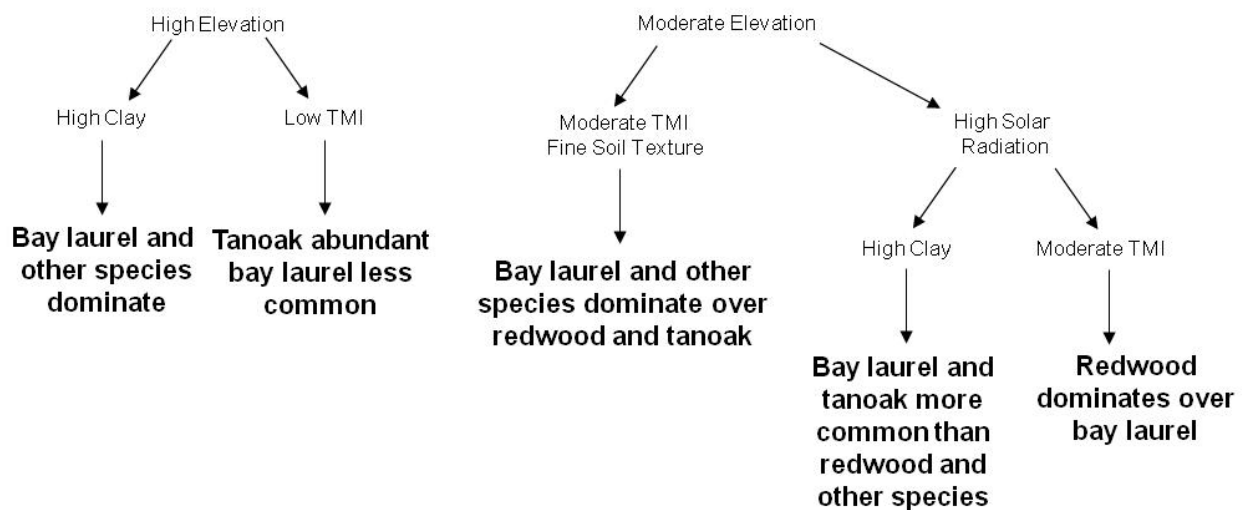 High Elevation
High Clay
Low TMI
Bay laurel and
other species
dominate
Tanoak abundant
bay laurel less
common
Moderate Elevation
Moderate TMI
Fine Soil Texture
Bay laurel and other
species dominate over
redwood and tanoak
High Solar
Radiation
High Clay
Bay laurel and
tanoak more
common than
redwood and
other species
Moderate TMI
Redwood
dominates over
bay laurel